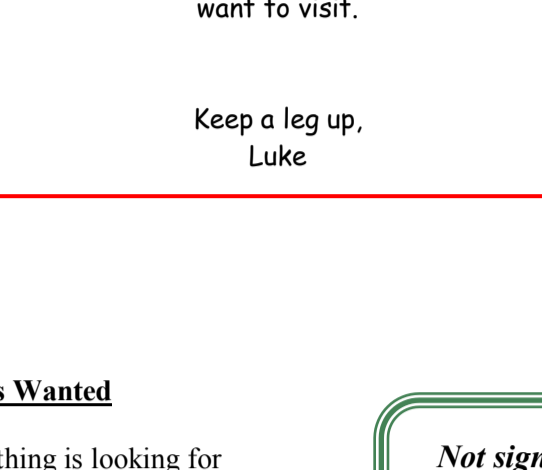 want to visit.
Keep a leg up,
Luke
s Wanted
thing is looking for
Not sign